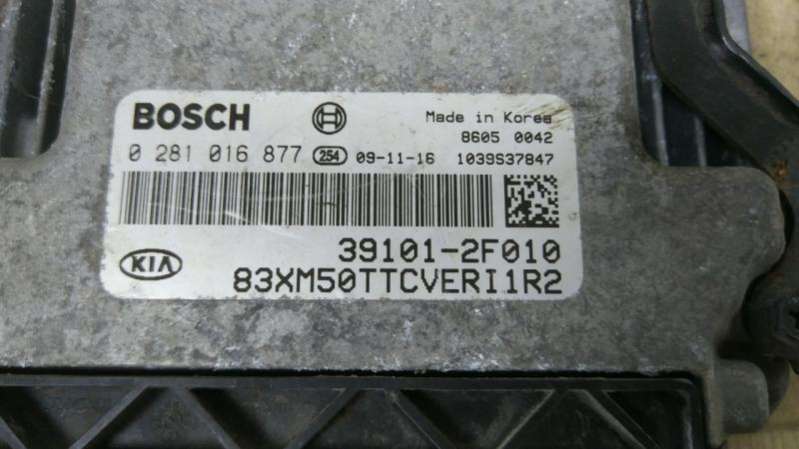 BOSCH
Made in Korea
8605 0042
0 281 016 877 254 09-11-16 1039S37847
KIA
39101-2F010
83XM50TTCVERI1R2